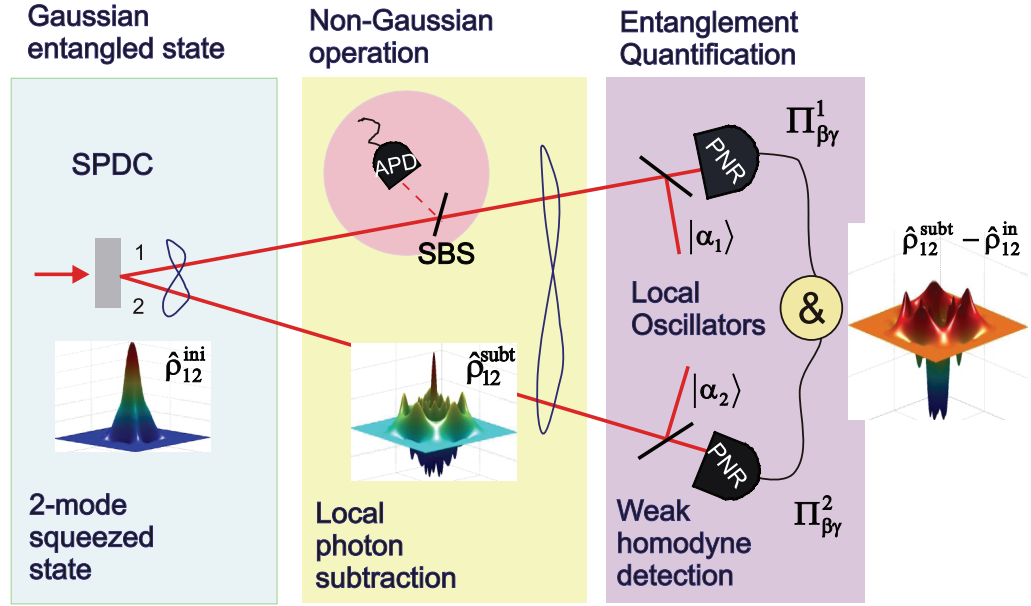 Gaussian
entangled state
Non-Gaussian
operation
Entanglement
Quantification
SPDC
1
2
ρ̂₁₂ⁱⁿⁱ
2-mode
squeezed
state
APD
SBS
ρ̂₁₂ˢᵘᵇᵗ
Local
photon
subtraction
PNR
Π¹βγ
|α₁⟩
Local
Oscillators
&
|α₂⟩
PNR
Π²βγ
Weak
homodyne
detection
ρ̂₁₂ˢᵘᵇᵗ – ρ̂₁₂ⁱⁿ